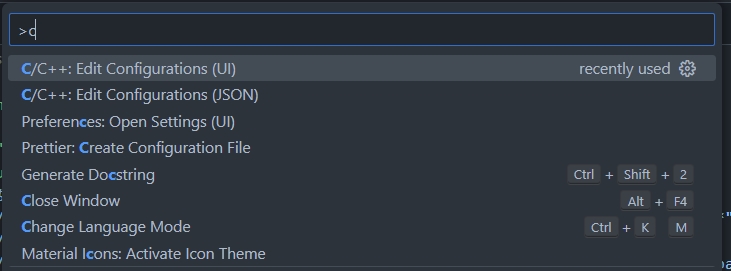 >c
C/C++: Edit Configurations (UI) recently used
C/C++: Edit Configurations (JSON)
Preferences: Open Settings (UI)
Prettier: Create Configuration File
Generate Docstring Ctrl + Shift + 2
Close Window Alt + F4
Change Language Mode Ctrl + K M
Material Icons: Activate Icon Theme